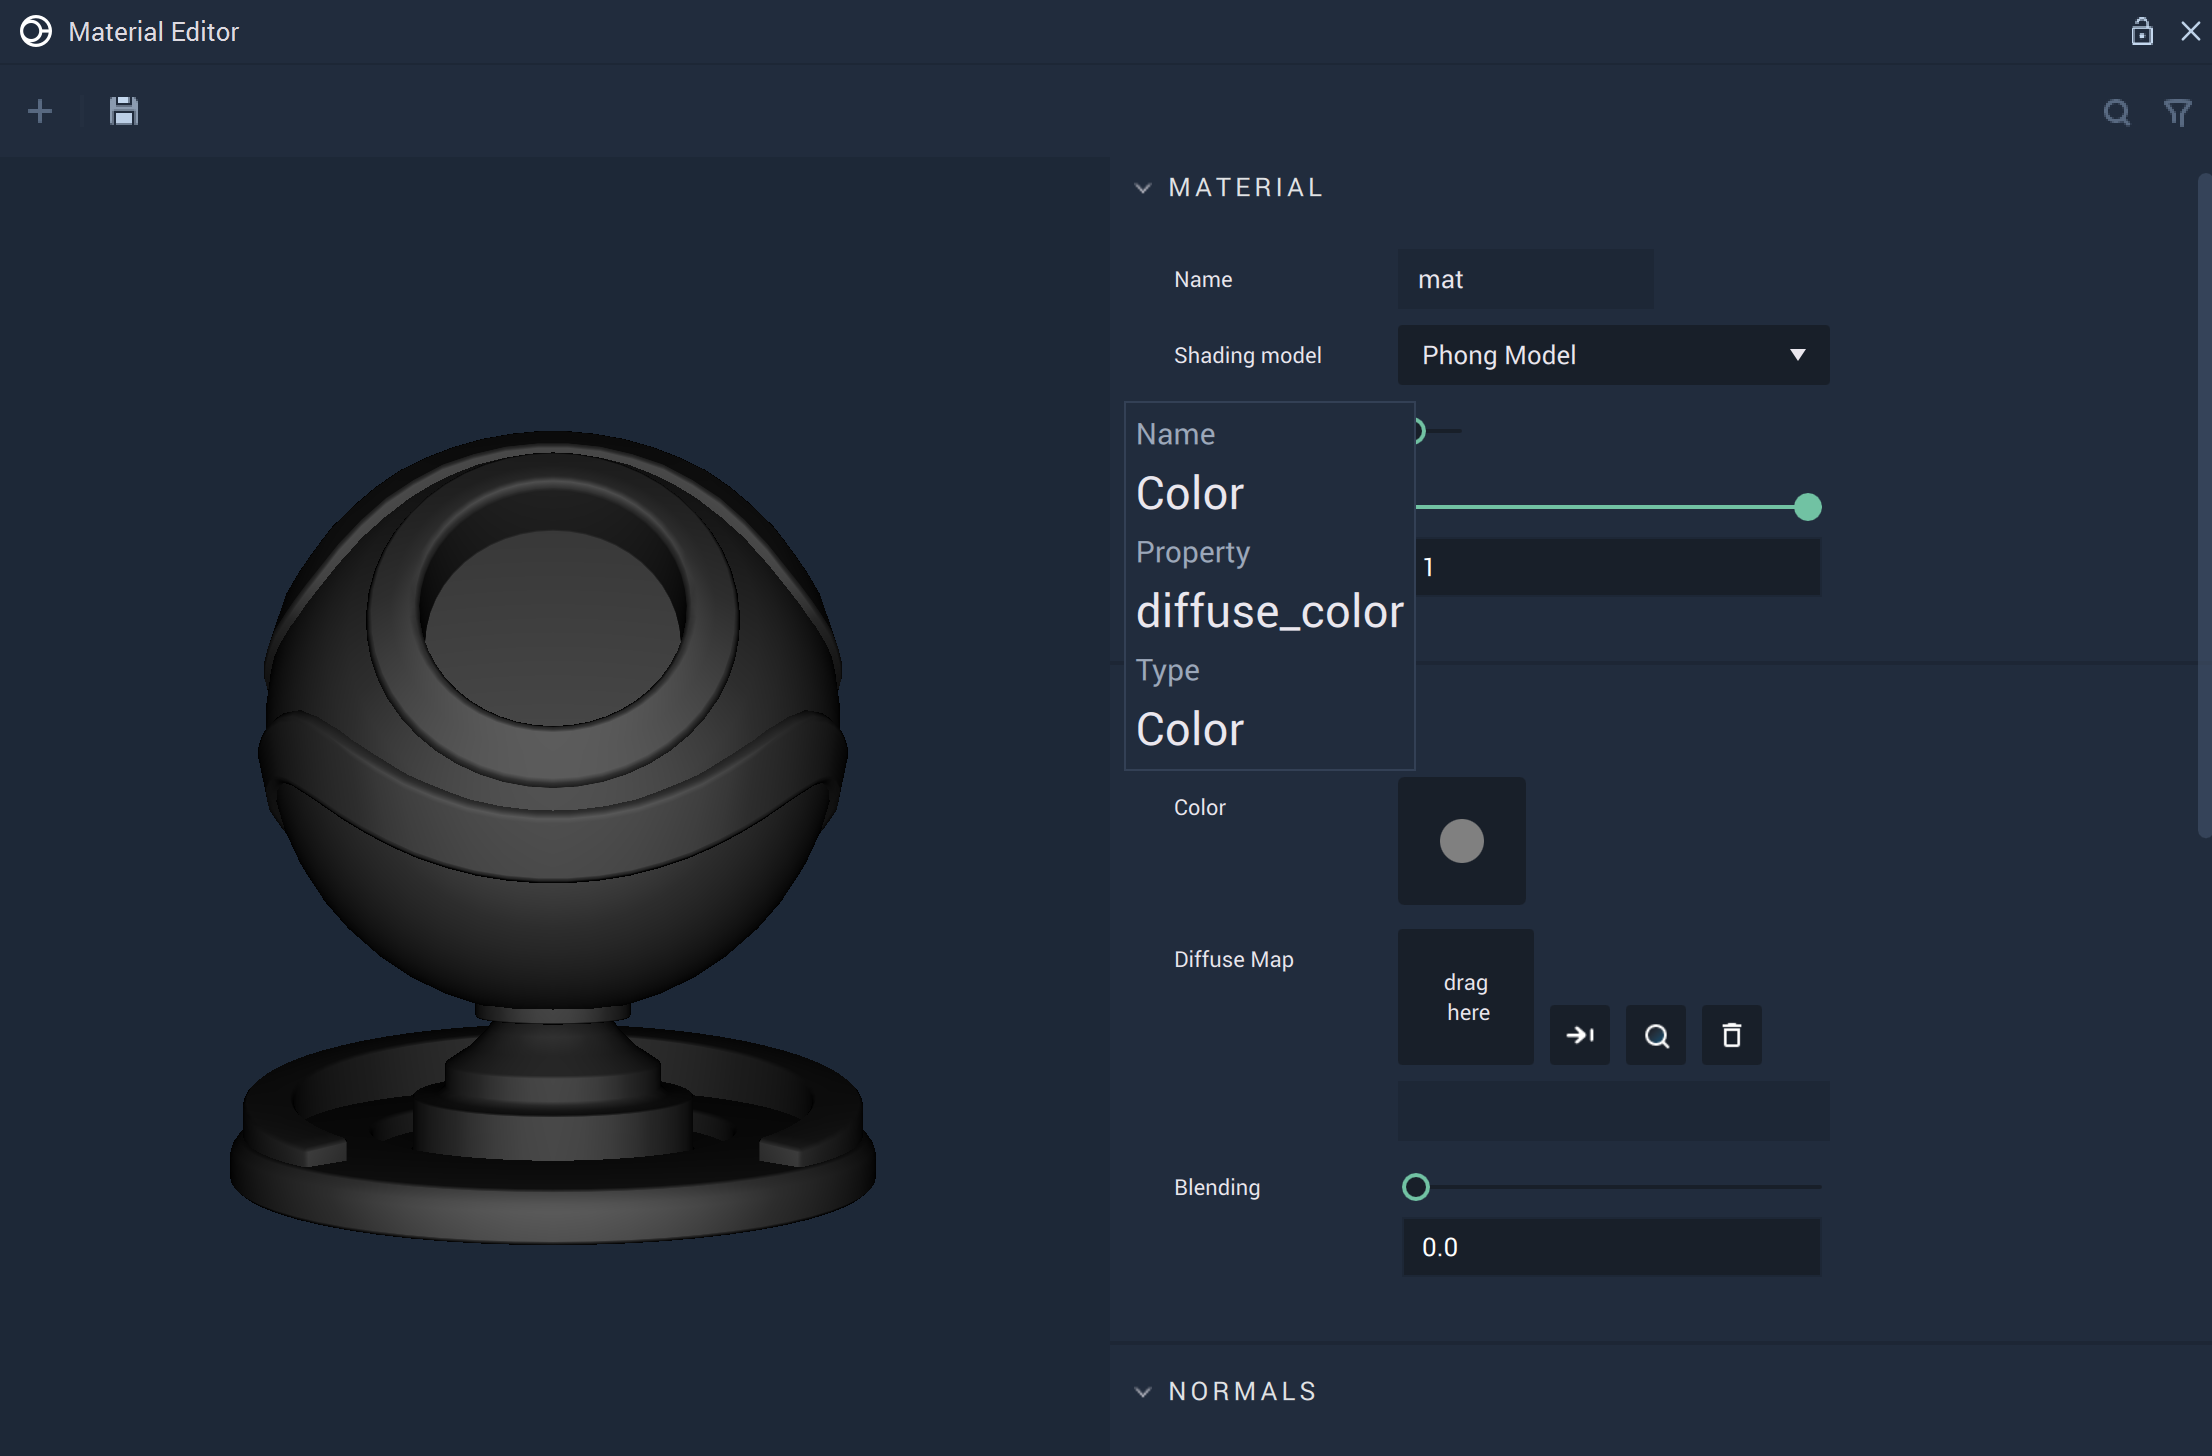 Material Editor
MATERIAL
Name
mat
Shading model
Phong Model
Name
Color
Property
diffuse_color
Type
Color
1
Color
Diffuse Map
drag
here
Blending
0.0
NORMALS